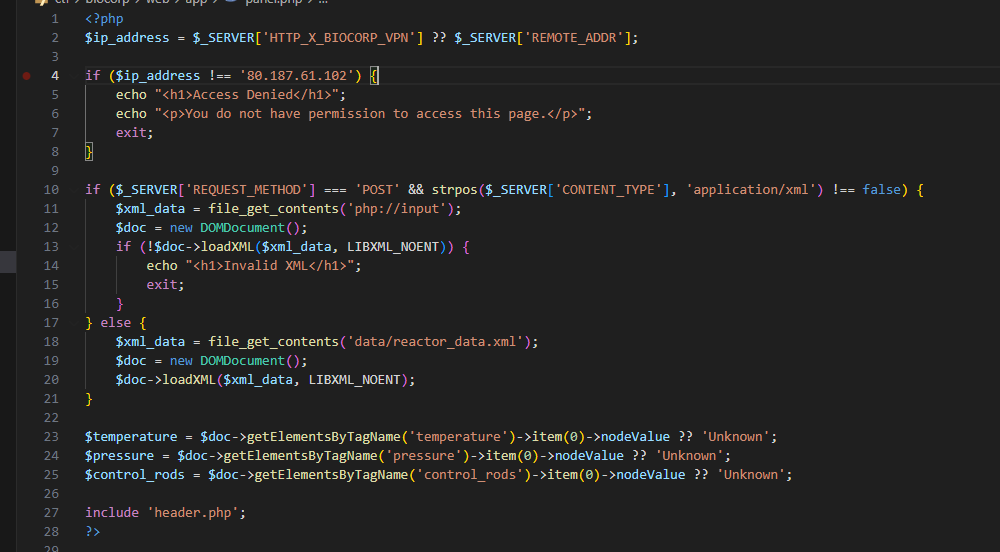 ctf > biocorp > web > app > panel.php > ...
1 <?php
2 $ip_address = $_SERVER['HTTP_X_BIOCORP_VPN'] ?? $_SERVER['REMOTE_ADDR'];
3
4 if ($ip_address !== '80.187.61.102') {
5     echo "<h1>Access Denied</h1>";
6     echo "<p>You do not have permission to access this page.</p>";
7     exit;
8 }
9
10 if ($_SERVER['REQUEST_METHOD'] === 'POST' && strpos($_SERVER['CONTENT_TYPE'], 'application/xml') !== false) {
11     $xml_data = file_get_contents('php://input');
12     $doc = new DOMDocument();
13     if (!$doc->loadXML($xml_data, LIBXML_NOENT)) {
14         echo "<h1>Invalid XML</h1>";
15         exit;
16     }
17 } else {
18     $xml_data = file_get_contents('data/reactor_data.xml');
19     $doc = new DOMDocument();
20     $doc->loadXML($xml_data, LIBXML_NOENT);
21 }
22
23 $temperature = $doc->getElementsByTagName('temperature')->item(0)->nodeValue ?? 'Unknown';
24 $pressure = $doc->getElementsByTagName('pressure')->item(0)->nodeValue ?? 'Unknown';
25 $control_rods = $doc->getElementsByTagName('control_rods')->item(0)->nodeValue ?? 'Unknown';
26
27 include 'header.php';
28 ?>
29